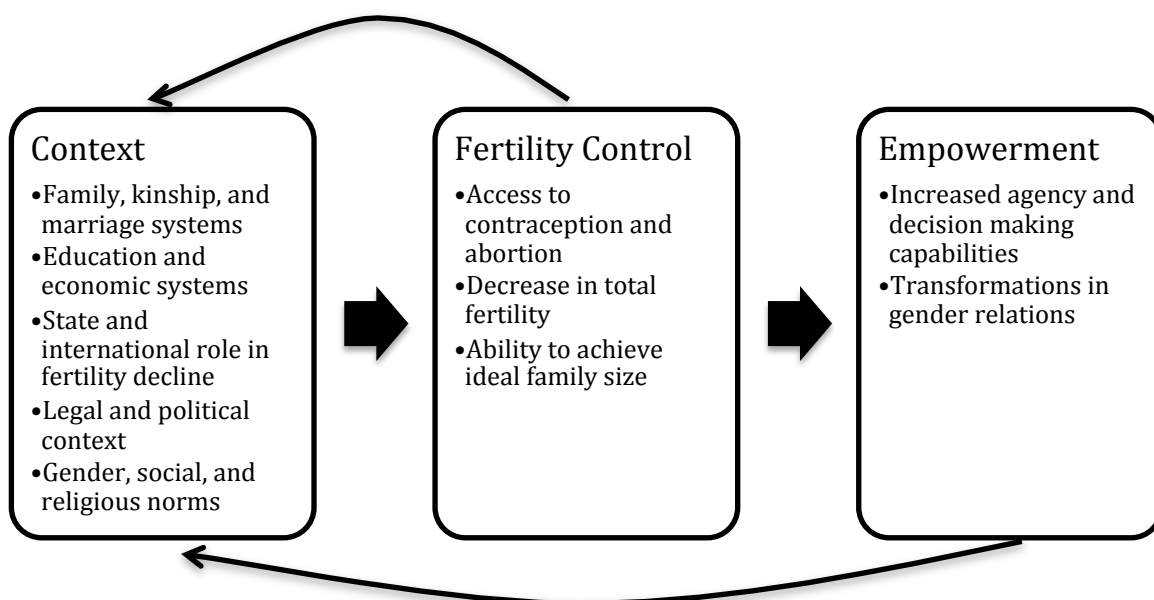 Context
•Family, kinship, and
marriage systems
•Education and
economic systems
•State and
international role in
fertility decline
•Legal and political
context
•Gender, social, and
religious norms
Fertility Control
•Access to
contraception and
abortion
•Decrease in total
fertility
•Ability to achieve
ideal family size
Empowerment
•Increased agency and
decision making
capabilities
•Transformations in
gender relations